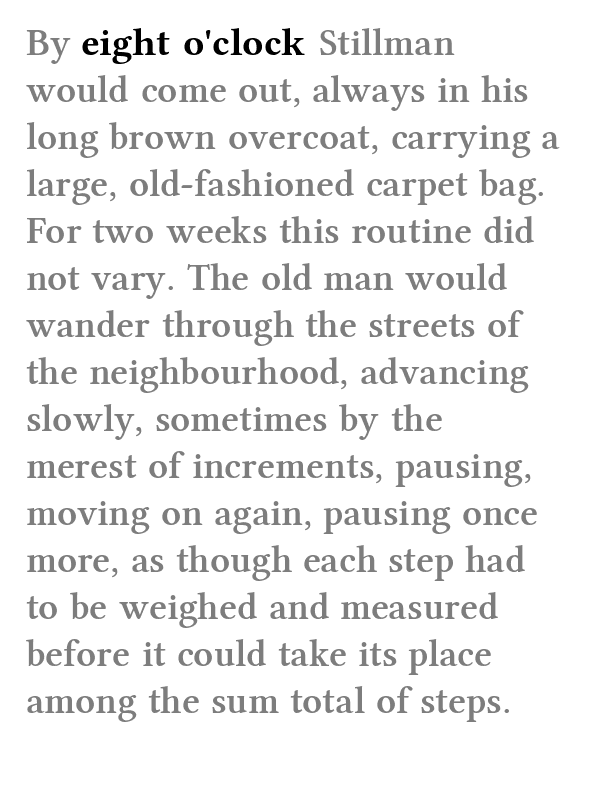 By eight o'clock Stillman
would come out, always in his
long brown overcoat, carrying a
large, old-fashioned carpet bag.
For two weeks this routine did
not vary. The old man would
wander through the streets of
the neighbourhood, advancing
slowly, sometimes by the
merest of increments, pausing,
moving on again, pausing once
more, as though each step had
to be weighed and measured
before it could take its place
among the sum total of steps.